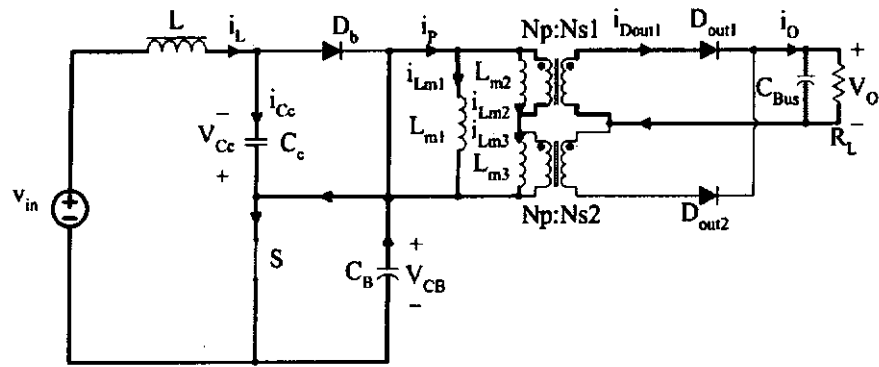 L
i_L
D_b
i_P
Np:Ns1
i_Dout1
D_out1
i_O
+
i_Lm1
L_m2
i_Lm2
C_Bus
V_O
−
i_Cc
V_Cc
C_c
L_m1
i_Lm3
−
R_L
+
L_m3
v_in
+
−
Np:Ns2
D_out2
S
C_B
+
V_CB
−